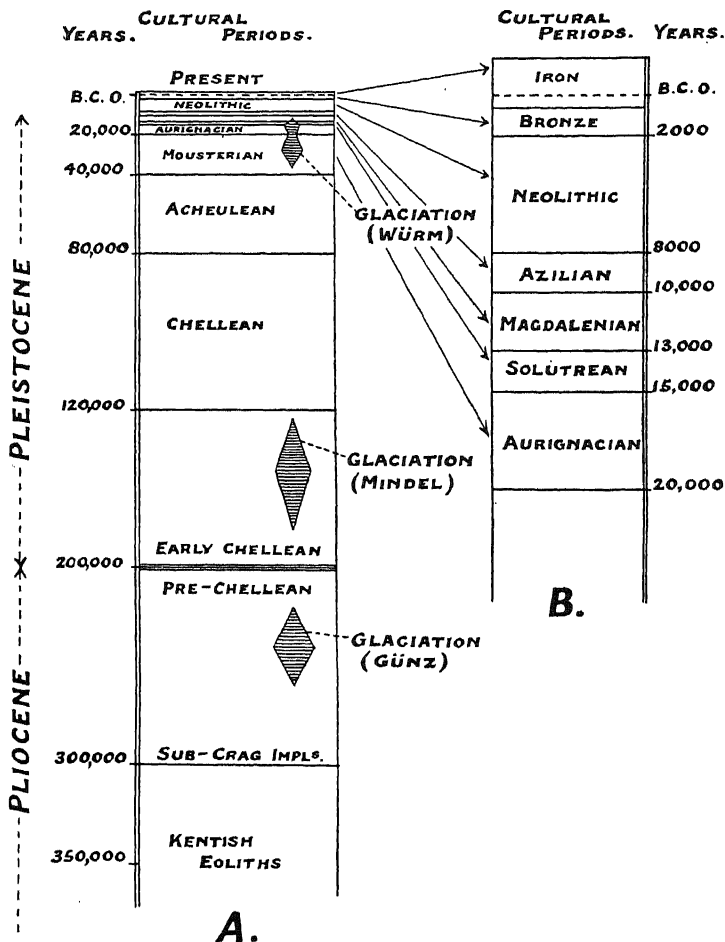 YEARS.
CULTURAL
PERIODS.
PRESENT
B.C. O.
NEOLITHIC
20,000
AURIGNACIAN
MOUSTERIAN
40,000
ACHEULEAN
80,000
CHELLEAN
120,000
EARLY CHELLEAN
200,000
PRE-CHELLEAN
SUB-CRAG IMPLS.
300,000
KENTISH
EOLITHS
350,000
A.
PLEISTOCENE
PLIOCENE
GLACIATION
(WÜRM)
GLACIATION
(MINDEL)
GLACIATION
(GÜNZ)
CULTURAL
PERIODS.
YEARS.
IRON
B.C. O.
BRONZE
2000
NEOLITHIC
8000
AZILIAN
10,000
MAGDALENIAN
13,000
SOLUTREAN
15,000
AURIGNACIAN
20,000
B.